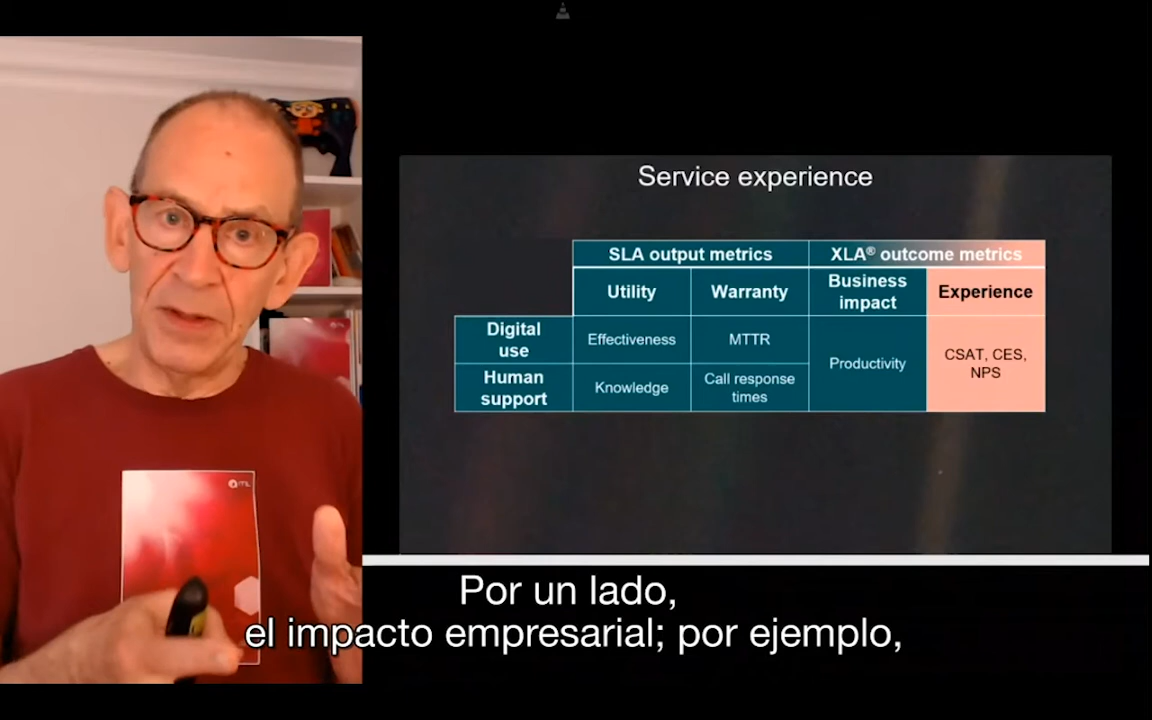 Service experience
SLA output metrics
XLA® outcome metrics
Utility
Warranty
Business
impact
Experience
Digital
use
Effectiveness
MTTR
Productivity
CSAT, CES,
NPS
Human
support
Knowledge
Call response
times
Por un lado,
el impacto empresarial; por ejemplo,